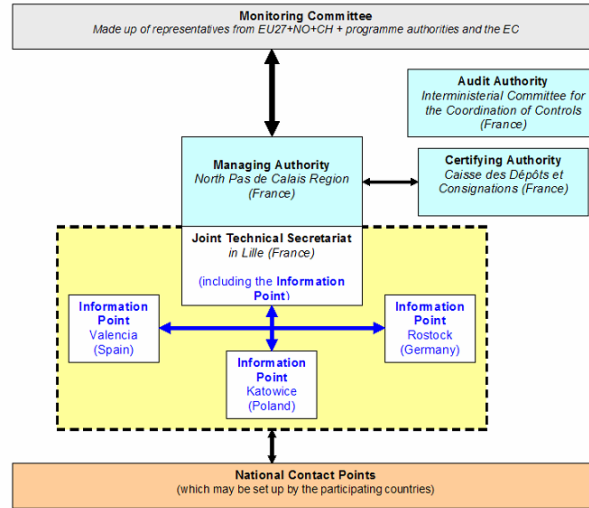 Monitoring Committee
Made up of representatives from EU27+NO+CH + programme authorities and the EC
Audit Authority
Interministerial Committee for
the Coordination of Controls
(France)
Managing Authority
North Pas de Calais Region
(France)
Certifying Authority
Caisse des Dépôts et
Consignations (France)
Joint Technical Secretariat
in Lille (France)
(including the Information
Point)
Information
Point
Valencia
(Spain)
Information
Point
Rostock
(Germany)
Information
Point
Katowice
(Poland)
National Contact Points
(which may be set up by the participating countries)